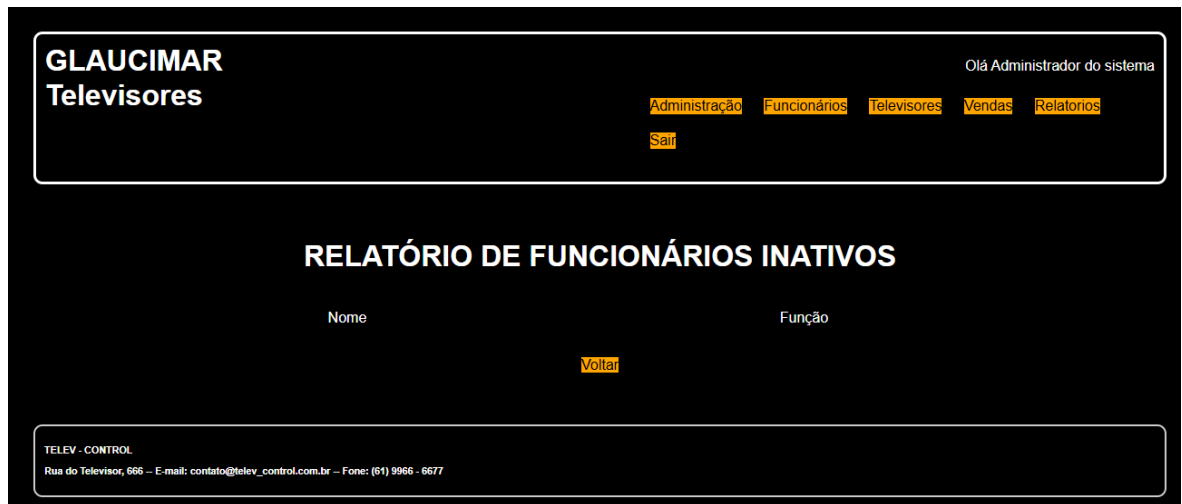 GLAUCIMAR
Televisores
Olá Administrador do sistema
Administração Funcionários Televisores Vendas Relatorios
Sair
RELATÓRIO DE FUNCIONÁRIOS INATIVOS
Nome Função
Voltar
TELEV - CONTROL
Rua do Televisor, 666 -- E-mail: contato@telev_control.com.br -- Fone: (61) 9966 - 6677